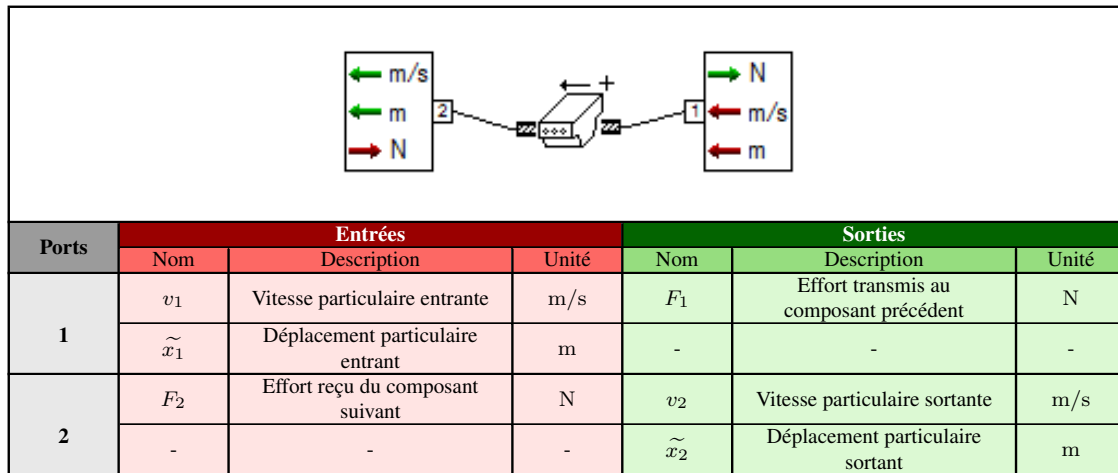 m/s
m
N
2
+
1
N
m/s
m
Ports
Entrées
Sorties
Nom
Description
Unité
Nom
Description
Unité
1
v₁
Vitesse particulaire entrante
m/s
F₁
Effort transmis au
composant précédent
N
x̃₁
Déplacement particulaire
entrant
m
-
-
-
2
F₂
Effort reçu du composant
suivant
N
v₂
Vitesse particulaire sortante
m/s
-
-
-
x̃₂
Déplacement particulaire
sortant
m